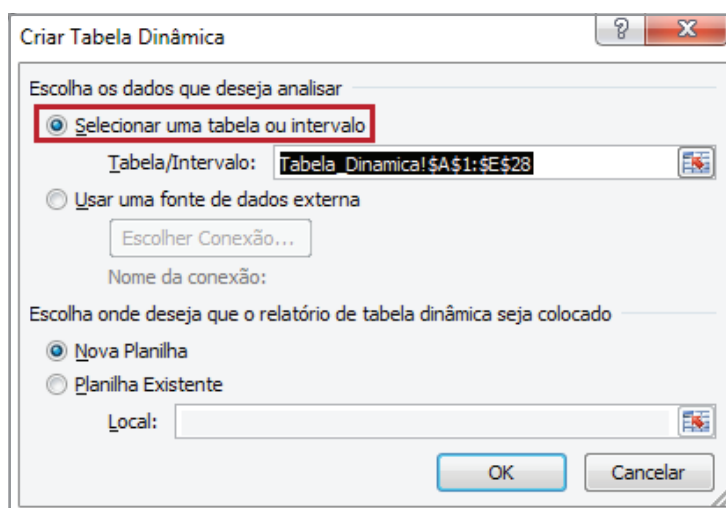 Criar Tabela Dinâmica
Escolha os dados que deseja analisar
Selecionar uma tabela ou intervalo
Tabela/Intervalo: Tabela_Dinamica!$A$1:$E$28
Usar uma fonte de dados externa
Escolher Conexão...
Nome da conexão:
Escolha onde deseja que o relatório de tabela dinâmica seja colocado
Nova Planilha
Planilha Existente
Local:
OK Cancelar